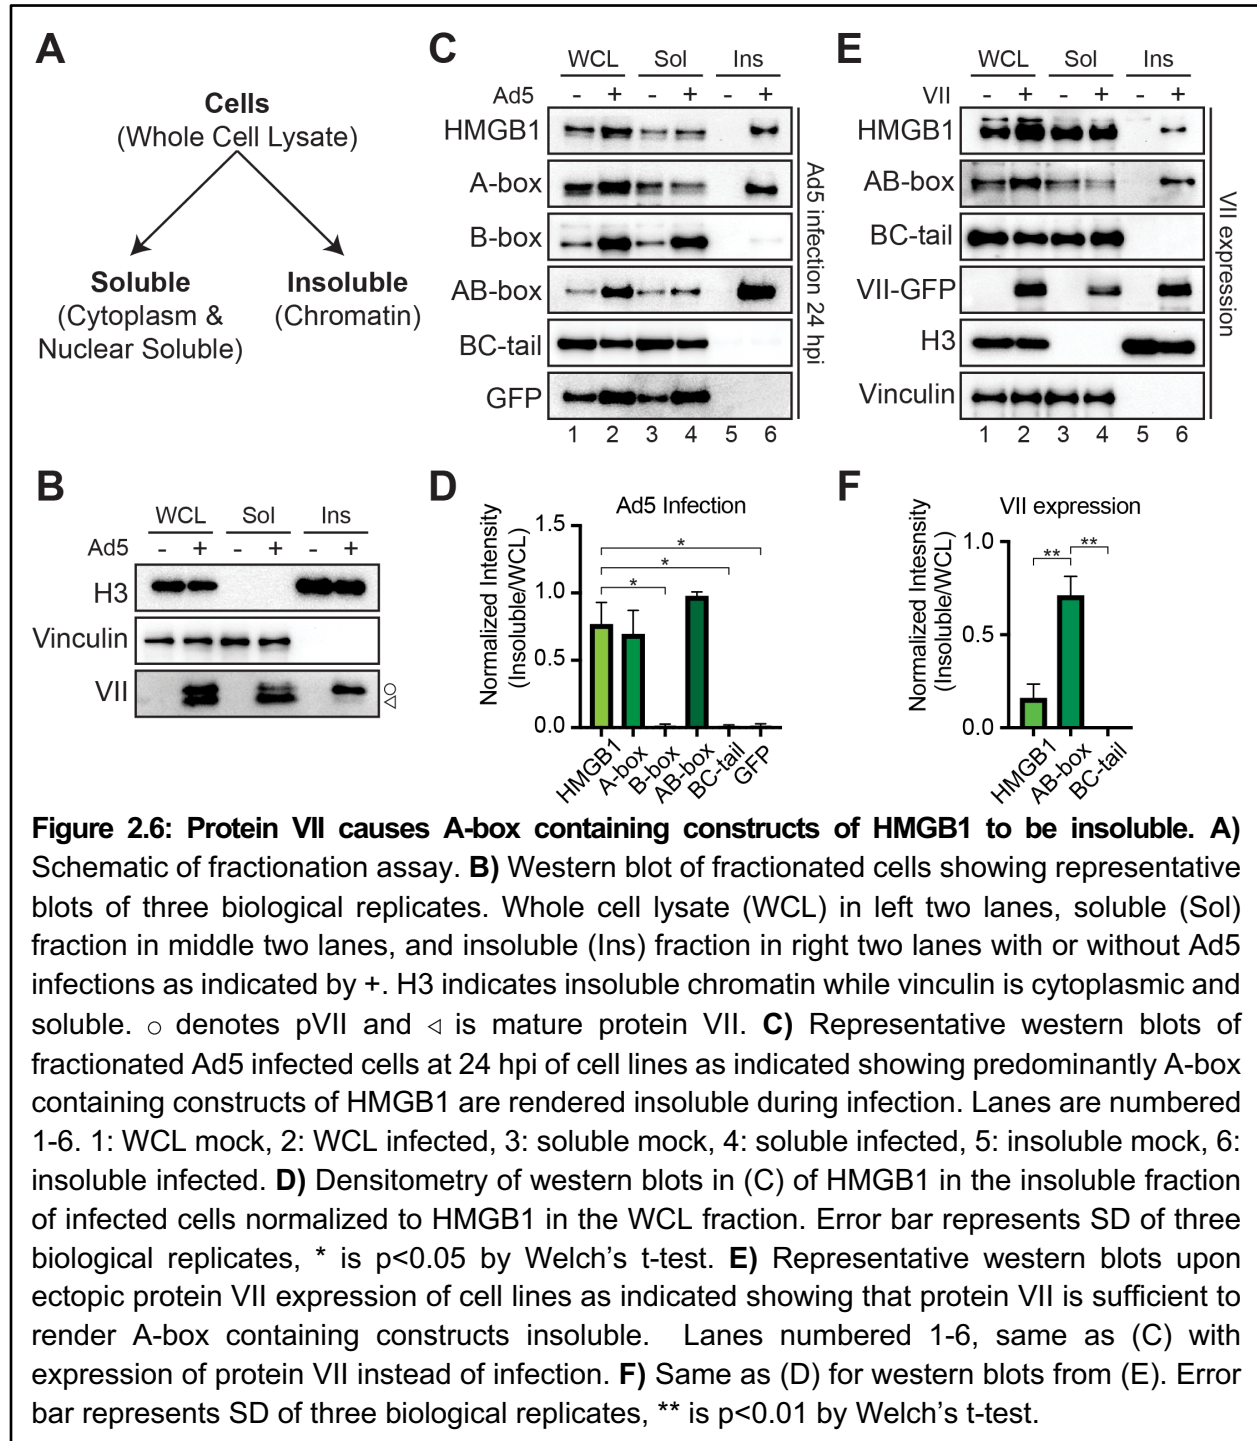 A
Cells
(Whole Cell Lysate)
Soluble
(Cytoplasm &
Nuclear Soluble)
Insoluble
(Chromatin)
B
WCL Sol Ins
Ad5 - + - + - +
H3
Vinculin
VII
○
◁
C
WCL Sol Ins
Ad5 - + - + - +
HMGB1
A-box
B-box
AB-box
BC-tail
GFP
1 2 3 4 5 6
Ad5 infection 24 hpi
D
Ad5 Infection
Normalized Intensity
(Insoluble/WCL)
1.5
1.0
0.5
0.0
*
*
*
HMGB1
A-box
B-box
AB-box
BC-tail
GFP
E
WCL Sol Ins
VII - + - + - +
HMGB1
AB-box
BC-tail
VII-GFP
H3
Vinculin
1 2 3 4 5 6
VII expression
F
VII expression
Normalized Intesnsity
(Insoluble/WCL)
1.0
0.5
0.0
**
**
HMGB1
AB-box
BC-tail
Figure 2.6: Protein VII causes A-box containing constructs of HMGB1 to be insoluble. A)
Schematic of fractionation assay. B) Western blot of fractionated cells showing representative
blots of three biological replicates. Whole cell lysate (WCL) in left two lanes, soluble (Sol)
fraction in middle two lanes, and insoluble (Ins) fraction in right two lanes with or without Ad5
infections as indicated by +. H3 indicates insoluble chromatin while vinculin is cytoplasmic and
soluble. ○ denotes pVII and ◁ is mature protein VII. C) Representative western blots of
fractionated Ad5 infected cells at 24 hpi of cell lines as indicated showing predominantly A-box
containing constructs of HMGB1 are rendered insoluble during infection. Lanes are numbered
1-6. 1: WCL mock, 2: WCL infected, 3: soluble mock, 4: soluble infected, 5: insoluble mock, 6:
insoluble infected. D) Densitometry of western blots in (C) of HMGB1 in the insoluble fraction
of infected cells normalized to HMGB1 in the WCL fraction. Error bar represents SD of three
biological replicates, * is p<0.05 by Welch's t-test. E) Representative western blots upon
ectopic protein VII expression of cell lines as indicated showing that protein VII is sufficient to
render A-box containing constructs insoluble. Lanes numbered 1-6, same as (C) with
expression of protein VII instead of infection. F) Same as (D) for western blots from (E). Error
bar represents SD of three biological replicates, ** is p<0.01 by Welch's t-test.